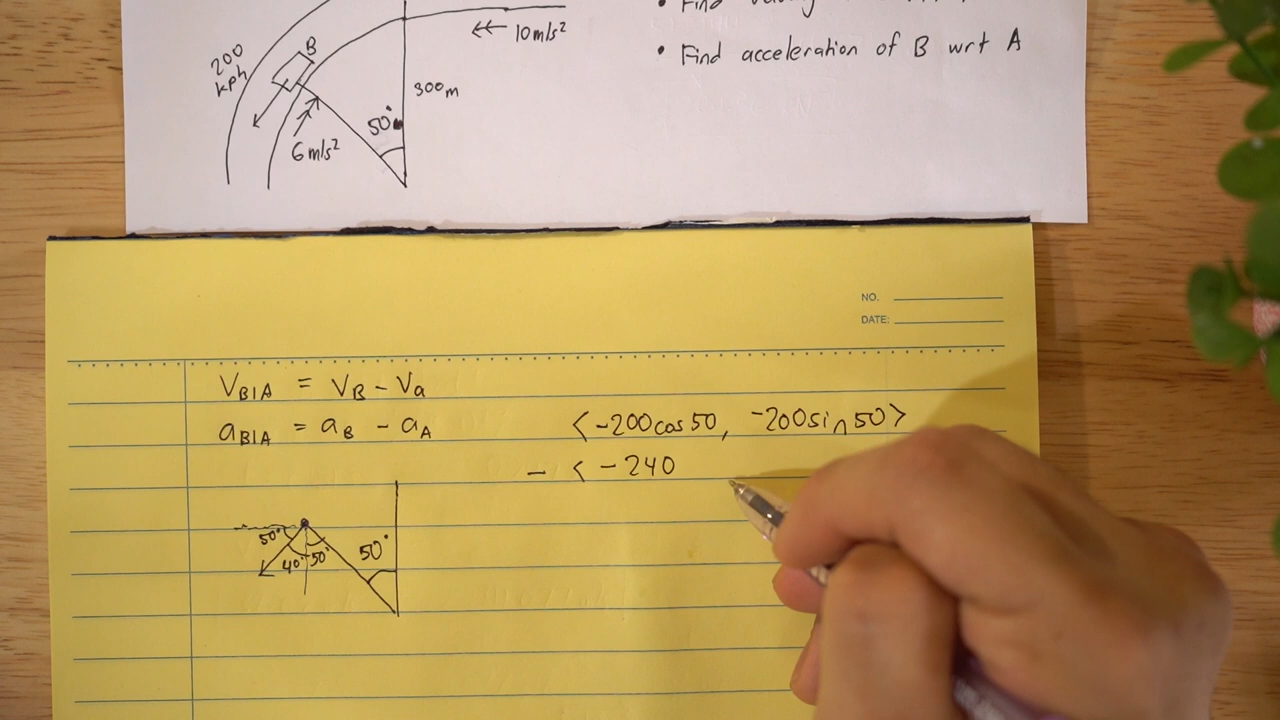 • Find
• Find acceleration of B wrt A
10m/s²
200 kph
B
300m
50°
6m/s²
NO.
DATE:
V_B/A = V_B - V_a
a_B/A = a_B - a_A
<-200cos50, -200sin50>
- < -240
50°
40°
50°
50°